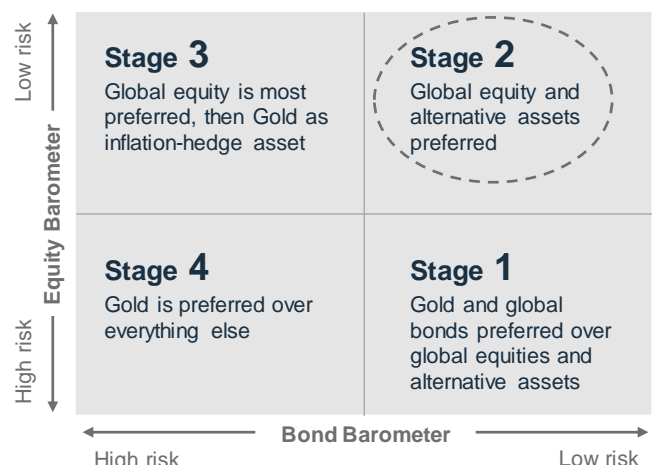 Low risk
Equity Barometer
High risk
Stage 3
Global equity is most
preferred, then Gold as
inflation-hedge asset
Stage 2
Global equity and
alternative assets
preferred
Stage 4
Gold is preferred over
everything else
Stage 1
Gold and global
bonds preferred over
global equities and
alternative assets
Bond Barometer
High risk
Low risk